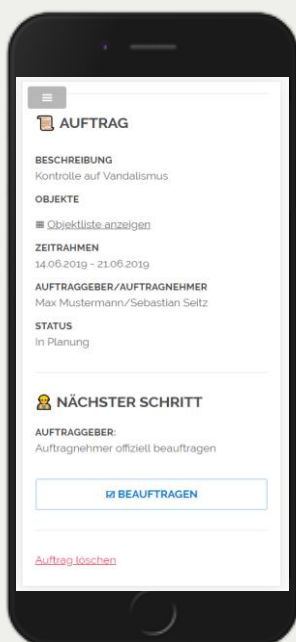 AUFTRAG
BESCHREIBUNG
Kontrolle auf Vandalismus
OBJEKTE
Objektliste anzeigen
ZEITRAHMEN
14.06.2019 - 21.06.2019
AUFTRAGGEBER/AUFTRAGNEHMER
Max Mustermann/Sebastian Seitz
STATUS
In Planung
NÄCHSTER SCHRITT
AUFTRAGGEBER:
Auftragnehmer offiziell beauftragen
BEAUFTRAGEN
Auftrag löschen